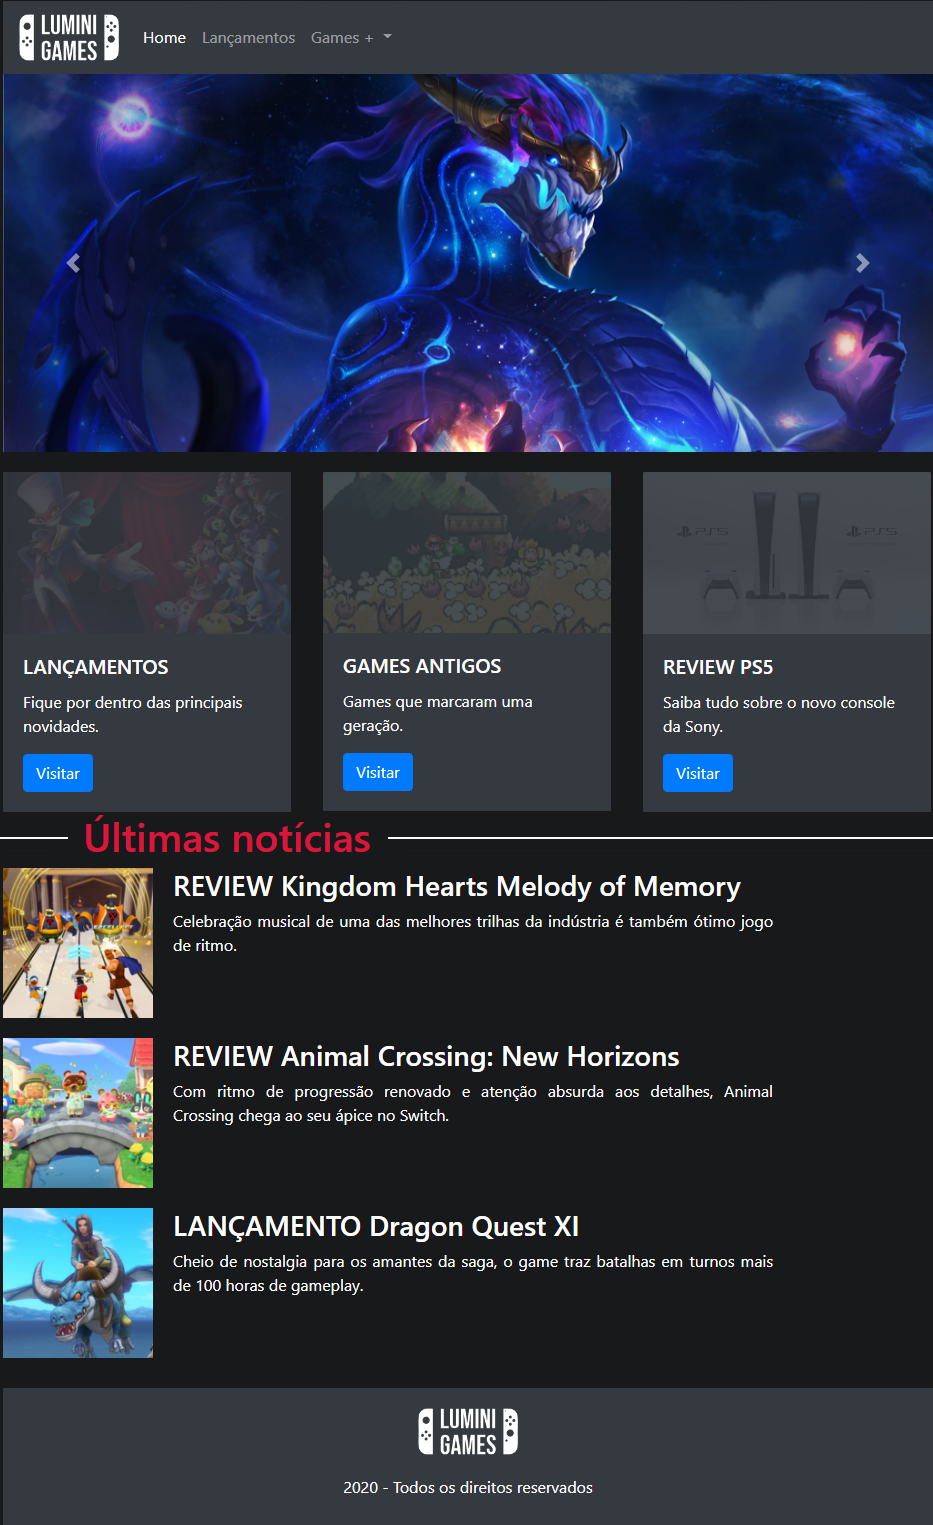 LUMINI
GAMES
Home Lançamentos Games +
PS5 PS5
LANÇAMENTOS
Fique por dentro das principais
novidades.
Visitar
GAMES ANTIGOS
Games que marcaram uma
geração.
Visitar
REVIEW PS5
Saiba tudo sobre o novo console
da Sony.
Visitar
Últimas notícias
REVIEW Kingdom Hearts Melody of Memory
Celebração musical de uma das melhores trilhas da indústria é também ótimo jogo
de ritmo.
REVIEW Animal Crossing: New Horizons
Com ritmo de progressão renovado e atenção absurda aos detalhes, Animal
Crossing chega ao seu ápice no Switch.
LANÇAMENTO Dragon Quest XI
Cheio de nostalgia para os amantes da saga, o game traz batalhas em turnos mais
de 100 horas de gameplay.
LUMINI
GAMES
2020 - Todos os direitos reservados